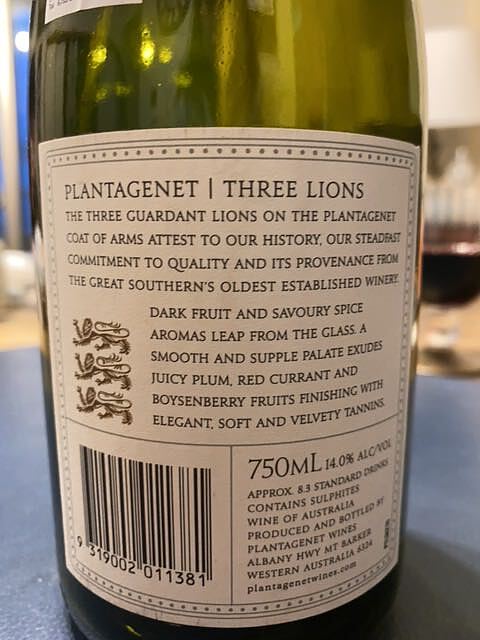 PLANTAGENET | THREE LIONS
THE THREE GUARDANT LIONS ON THE PLANTAGENET
COAT OF ARMS ATTEST TO OUR HISTORY, OUR STEADFAST
COMMITMENT TO QUALITY AND ITS PROVENANCE FROM
THE GREAT SOUTHERN'S OLDEST ESTABLISHED WINERY.
DARK FRUIT AND SAVOURY SPICE
AROMAS LEAP FROM THE GLASS. A
SMOOTH AND SUPPLE PALATE EXUDES
JUICY PLUM, RED CURRANT AND
BOYSENBERRY FRUITS FINISHING WITH
ELEGANT, SOFT AND VELVETY TANNINS.
9 319002 011381
750ML 14.0% ALC/VOL
APPROX. 8.3 STANDARD DRINKS
CONTAINS SULPHITES
WINE OF AUSTRALIA
PRODUCED AND BOTTLED BY
PLANTAGENET WINES
ALBANY HWY MT BARKER
WESTERN AUSTRALIA 6324
plantagenetwines.com